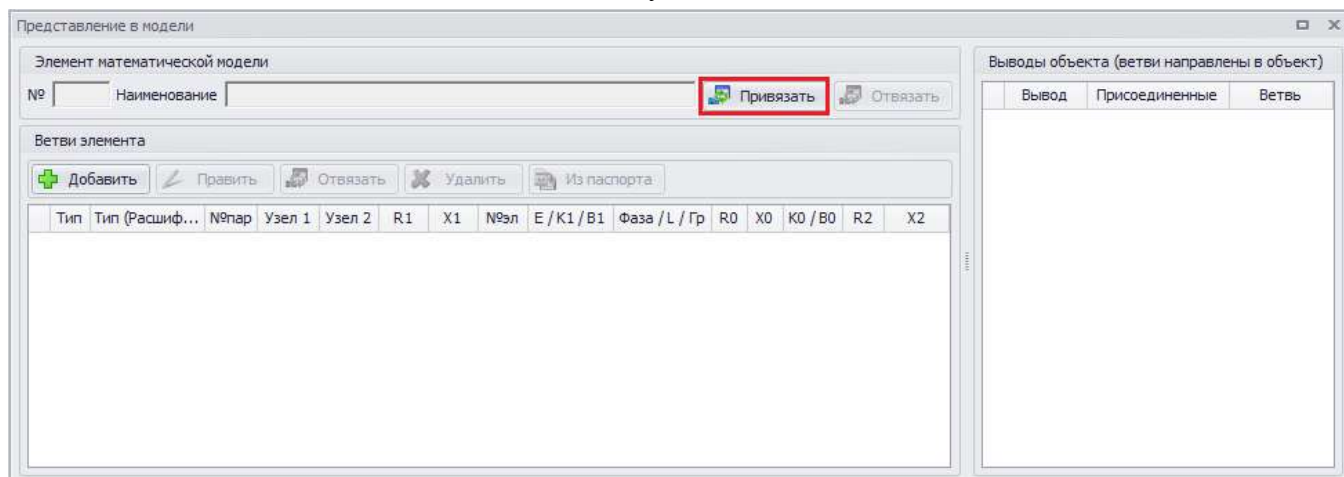 Представление в модели
Элемент математической модели
№ Наименование Привязать Отвязать
Ветви элемента
Добавить Править Отвязать Удалить Из паспорта
Тип Тип (Расшиф... №пар Узел 1 Узел 2 R1 X1 №эл E / K1 / B1 Фаза / L / Гр R0 X0 K0 / B0 R2 X2
Выводы объекта (ветви направлены в объект)
Вывод Присоединенные Ветвь